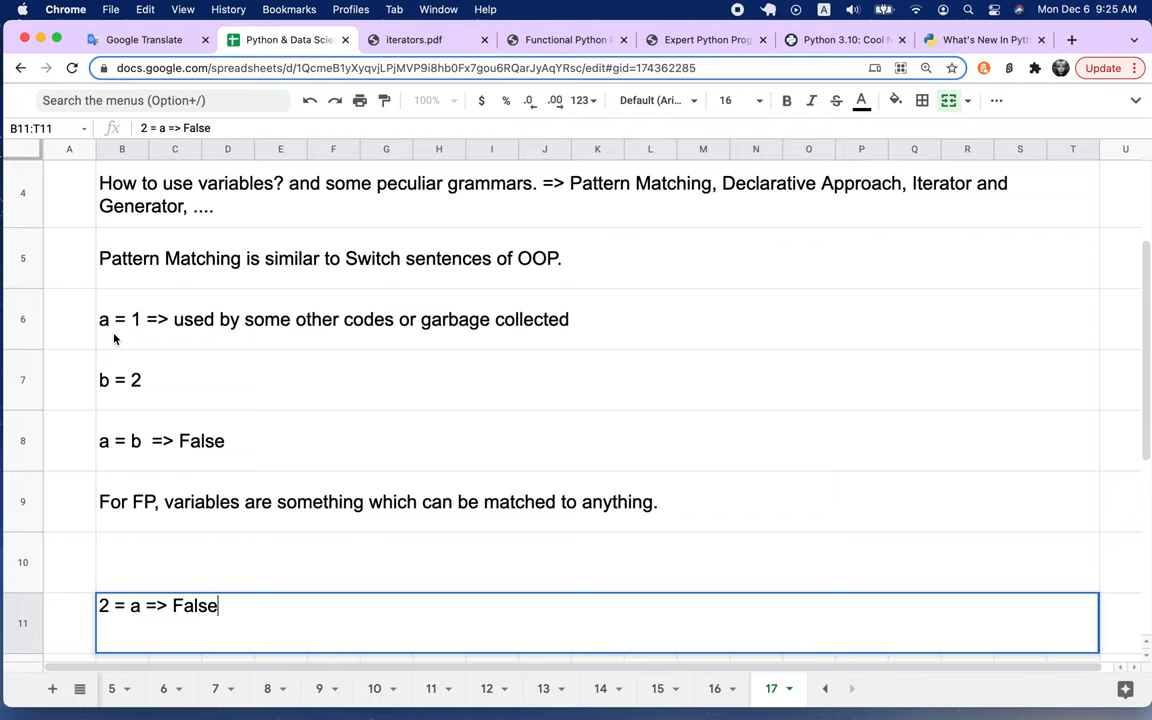 Chrome File Edit View History Bookmarks Profiles Tab Window Help A Mon Dec 6 9:25 AM
Google Translate Python & Data Scie iterators.pdf Functional Python Expert Python Prog Python 3.10: Cool N What's New In Pyth
docs.google.com/spreadsheets/d/1QcmeB1yXyqvjLPjMVP9i8hb0Fx7gou6RQarJyAqYRsc/edit#gid=174362285 Update
Search the menus (Option+/) 100% $ % .0 .00 123 Default (Ari... 16 B I S A
B11:T11 fx 2 = a => False
A B C D E F G H I J K L M N O P Q R S T U
4 How to use variables? and some peculiar grammars. => Pattern Matching, Declarative Approach, Iterator and
Generator, ....
5 Pattern Matching is similar to Switch sentences of OOP.
6 a = 1 => used by some other codes or garbage collected
7 b = 2
8 a = b => False
9 For FP, variables are something which can be matched to anything.
10
11 2 = a => False
5 6 7 8 9 10 11 12 13 14 15 16 17